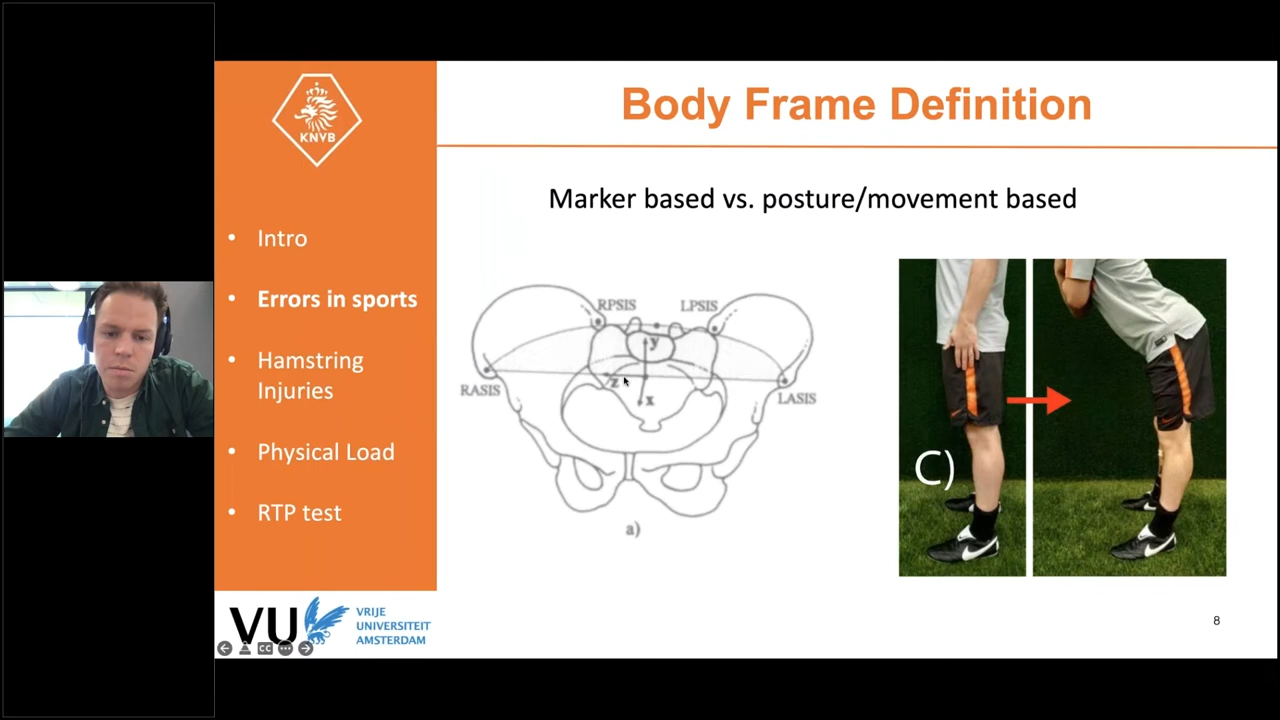 KNVB
Body Frame Definition
Marker based vs. posture/movement based
• Intro
• Errors in sports
• Hamstring
Injuries
• Physical Load
• RTP test
RPSIS
LPSIS
y
RASIS
z
x
LASIS
a)
C)
VU
VRIJE
UNIVERSITEIT
AMSTERDAM
CC
8